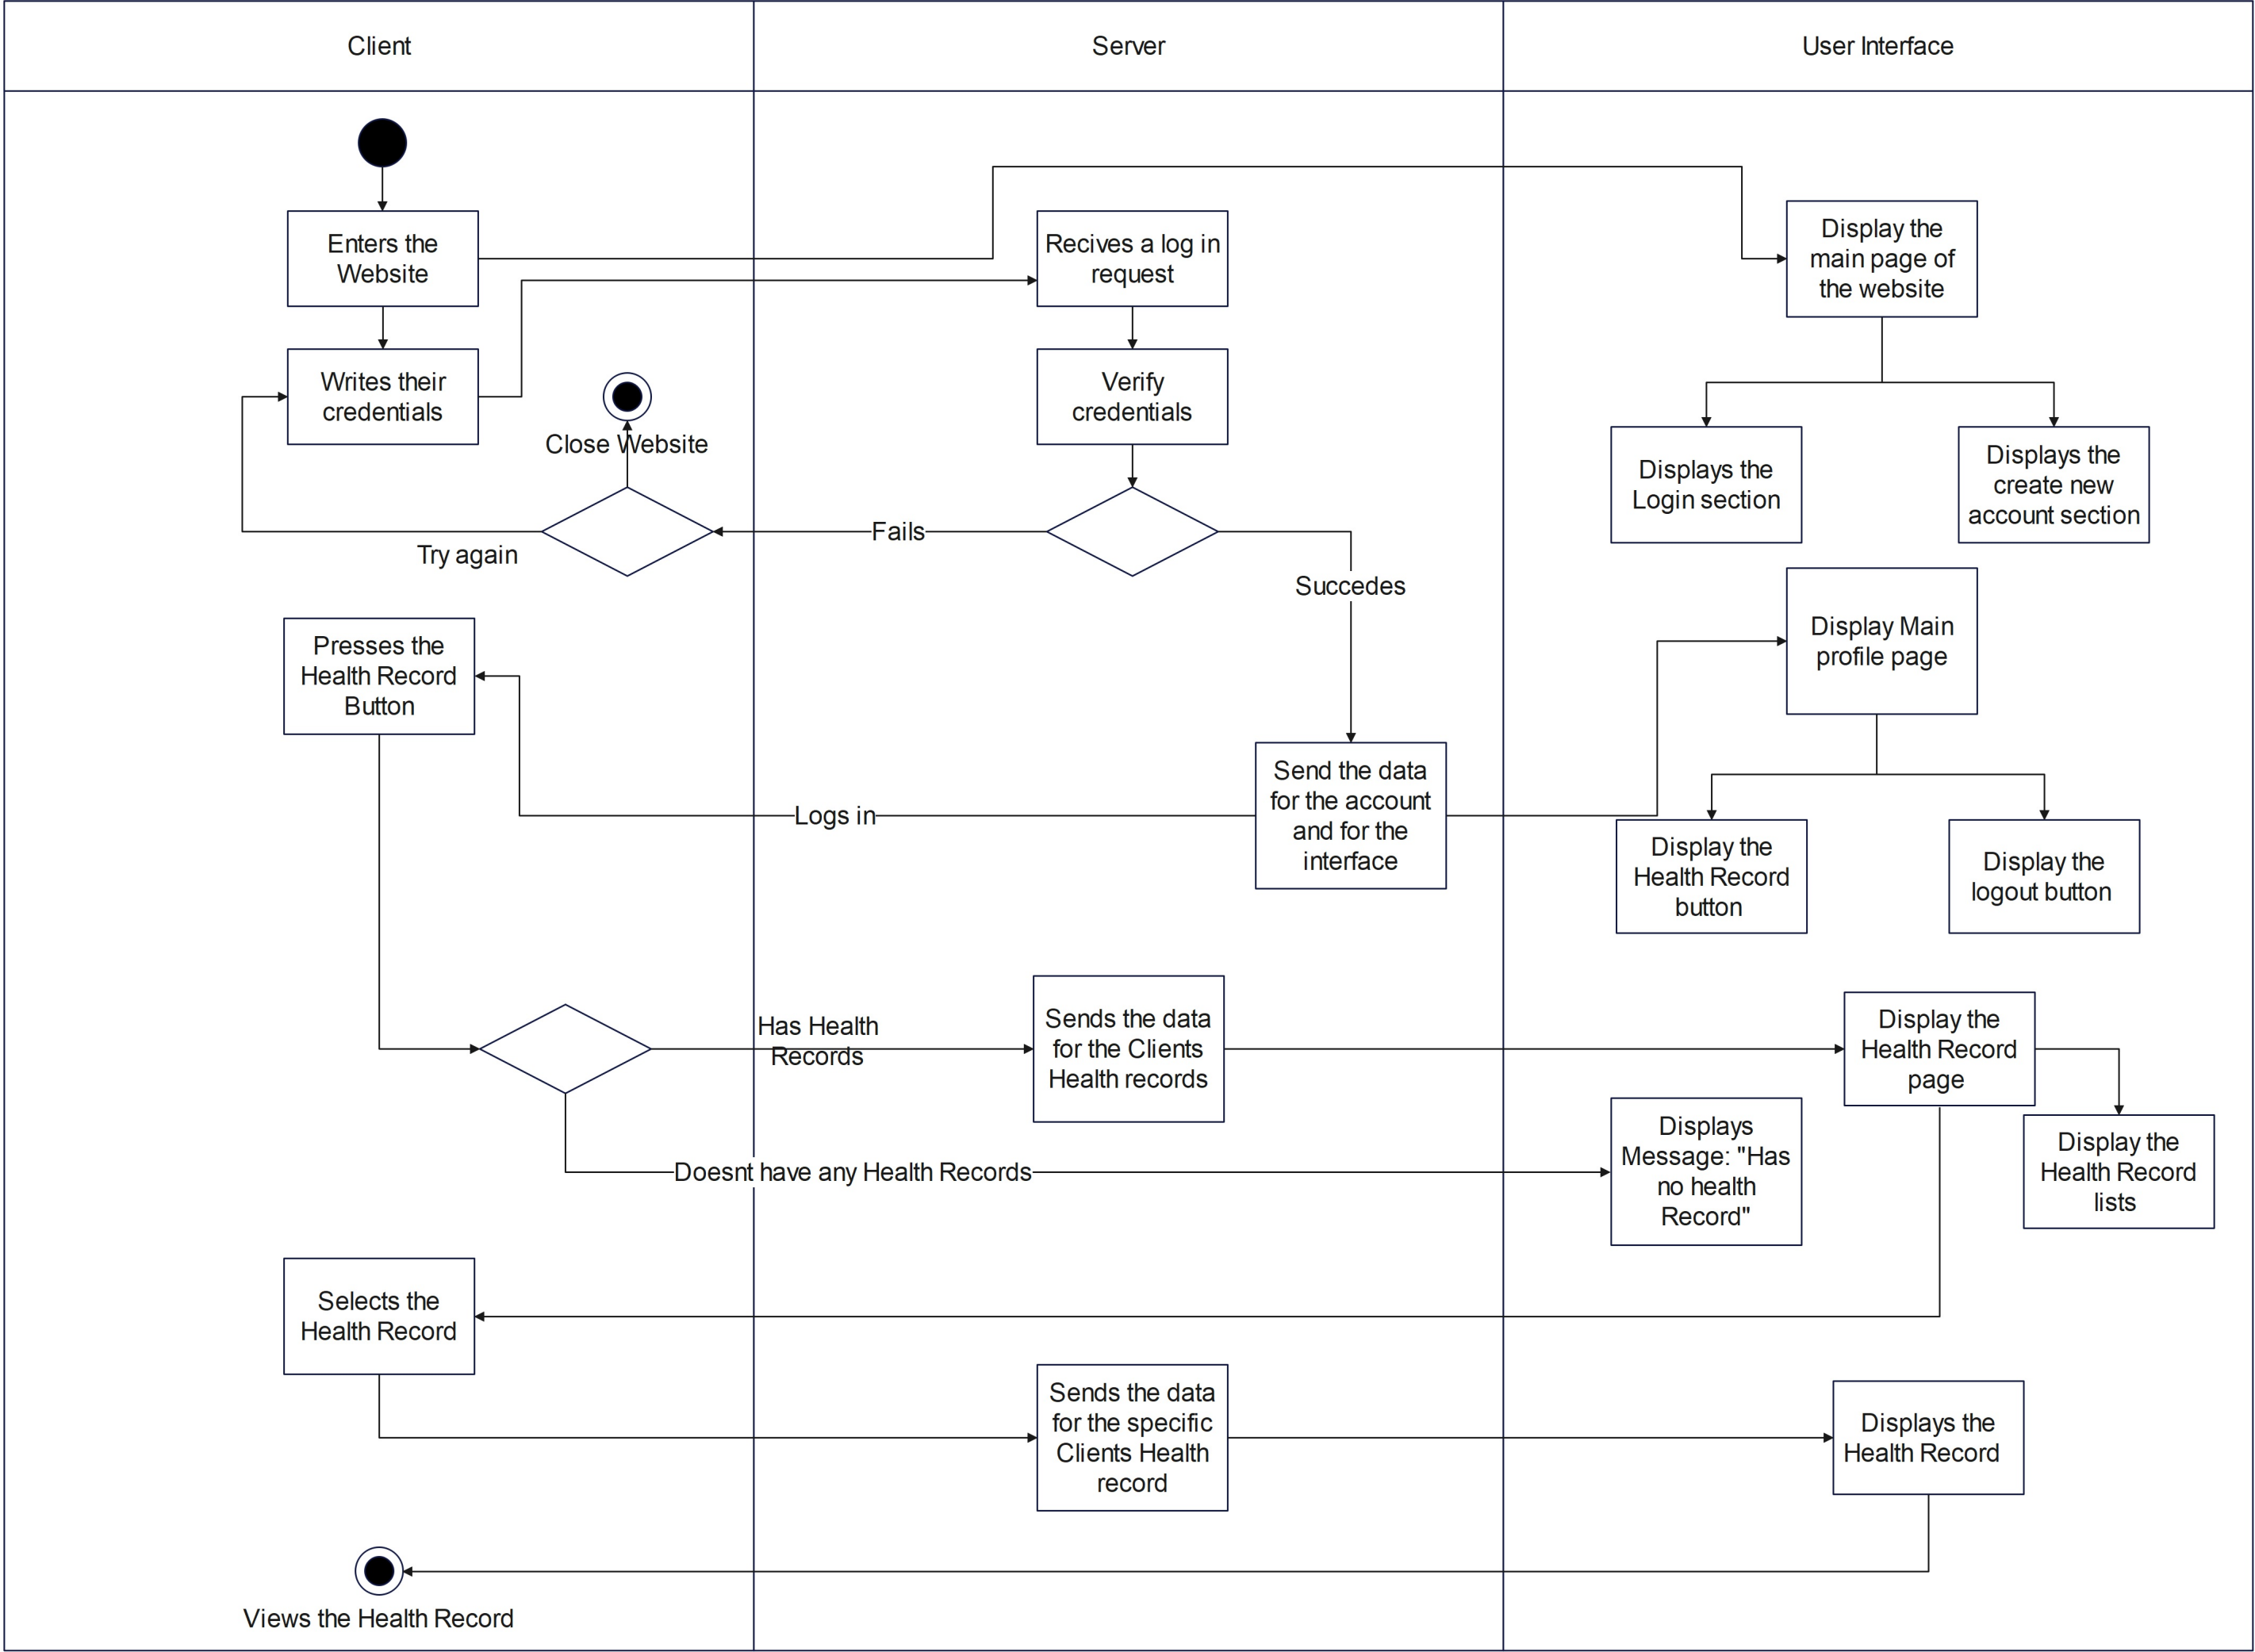 Client
Server
User Interface
Enters the
Website
Recives a log in
request
Display the
main page of
the website
Writes their
credentials
Close Website
Verify
credentials
Displays the
Login section
Displays the
create new
account section
Try again
Fails
Succedes
Presses the
Health Record
Button
Display Main
profile page
Logs in
Send the data
for the account
and for the
interface
Display the
Health Record
button
Display the
logout button
Has Health
Records
Sends the data
for the Clients
Health records
Display the
Health Record
page
Doesnt have any Health Records
Displays
Message: "Has
no health
Record"
Display the
Health Record
lists
Selects the
Health Record
Sends the data
for the specific
Clients Health
record
Displays the
Health Record
Views the Health Record